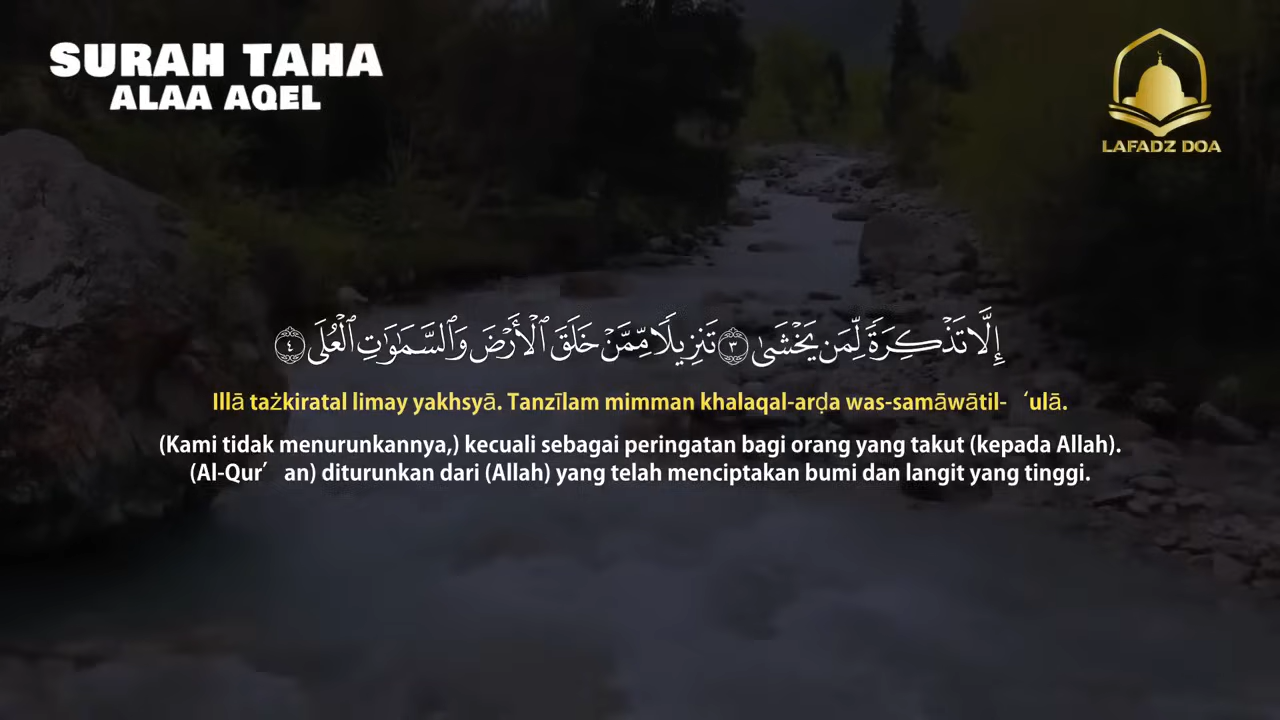 SURAH TAHA
ALAA AQEL
LAFADZ DOA
إِلَّا تَذْكِرَةً لِّمَن يَخْشَىٰ ٣ تَنزِيلًا مِّمَّنْ خَلَقَ ٱلْأَرْضَ وَٱلسَّمَـٰوَٰتِ ٱلْعُلَى ٤
Illā tażkiratal limay yakhsyā. Tanzīlam mimman khalaqal-arḍa was-samāwātil-‘ulā.
(Kami tidak menurunkannya,) kecuali sebagai peringatan bagi orang yang takut (kepada Allah).
(Al-Qur’an) diturunkan dari (Allah) yang telah menciptakan bumi dan langit yang tinggi.